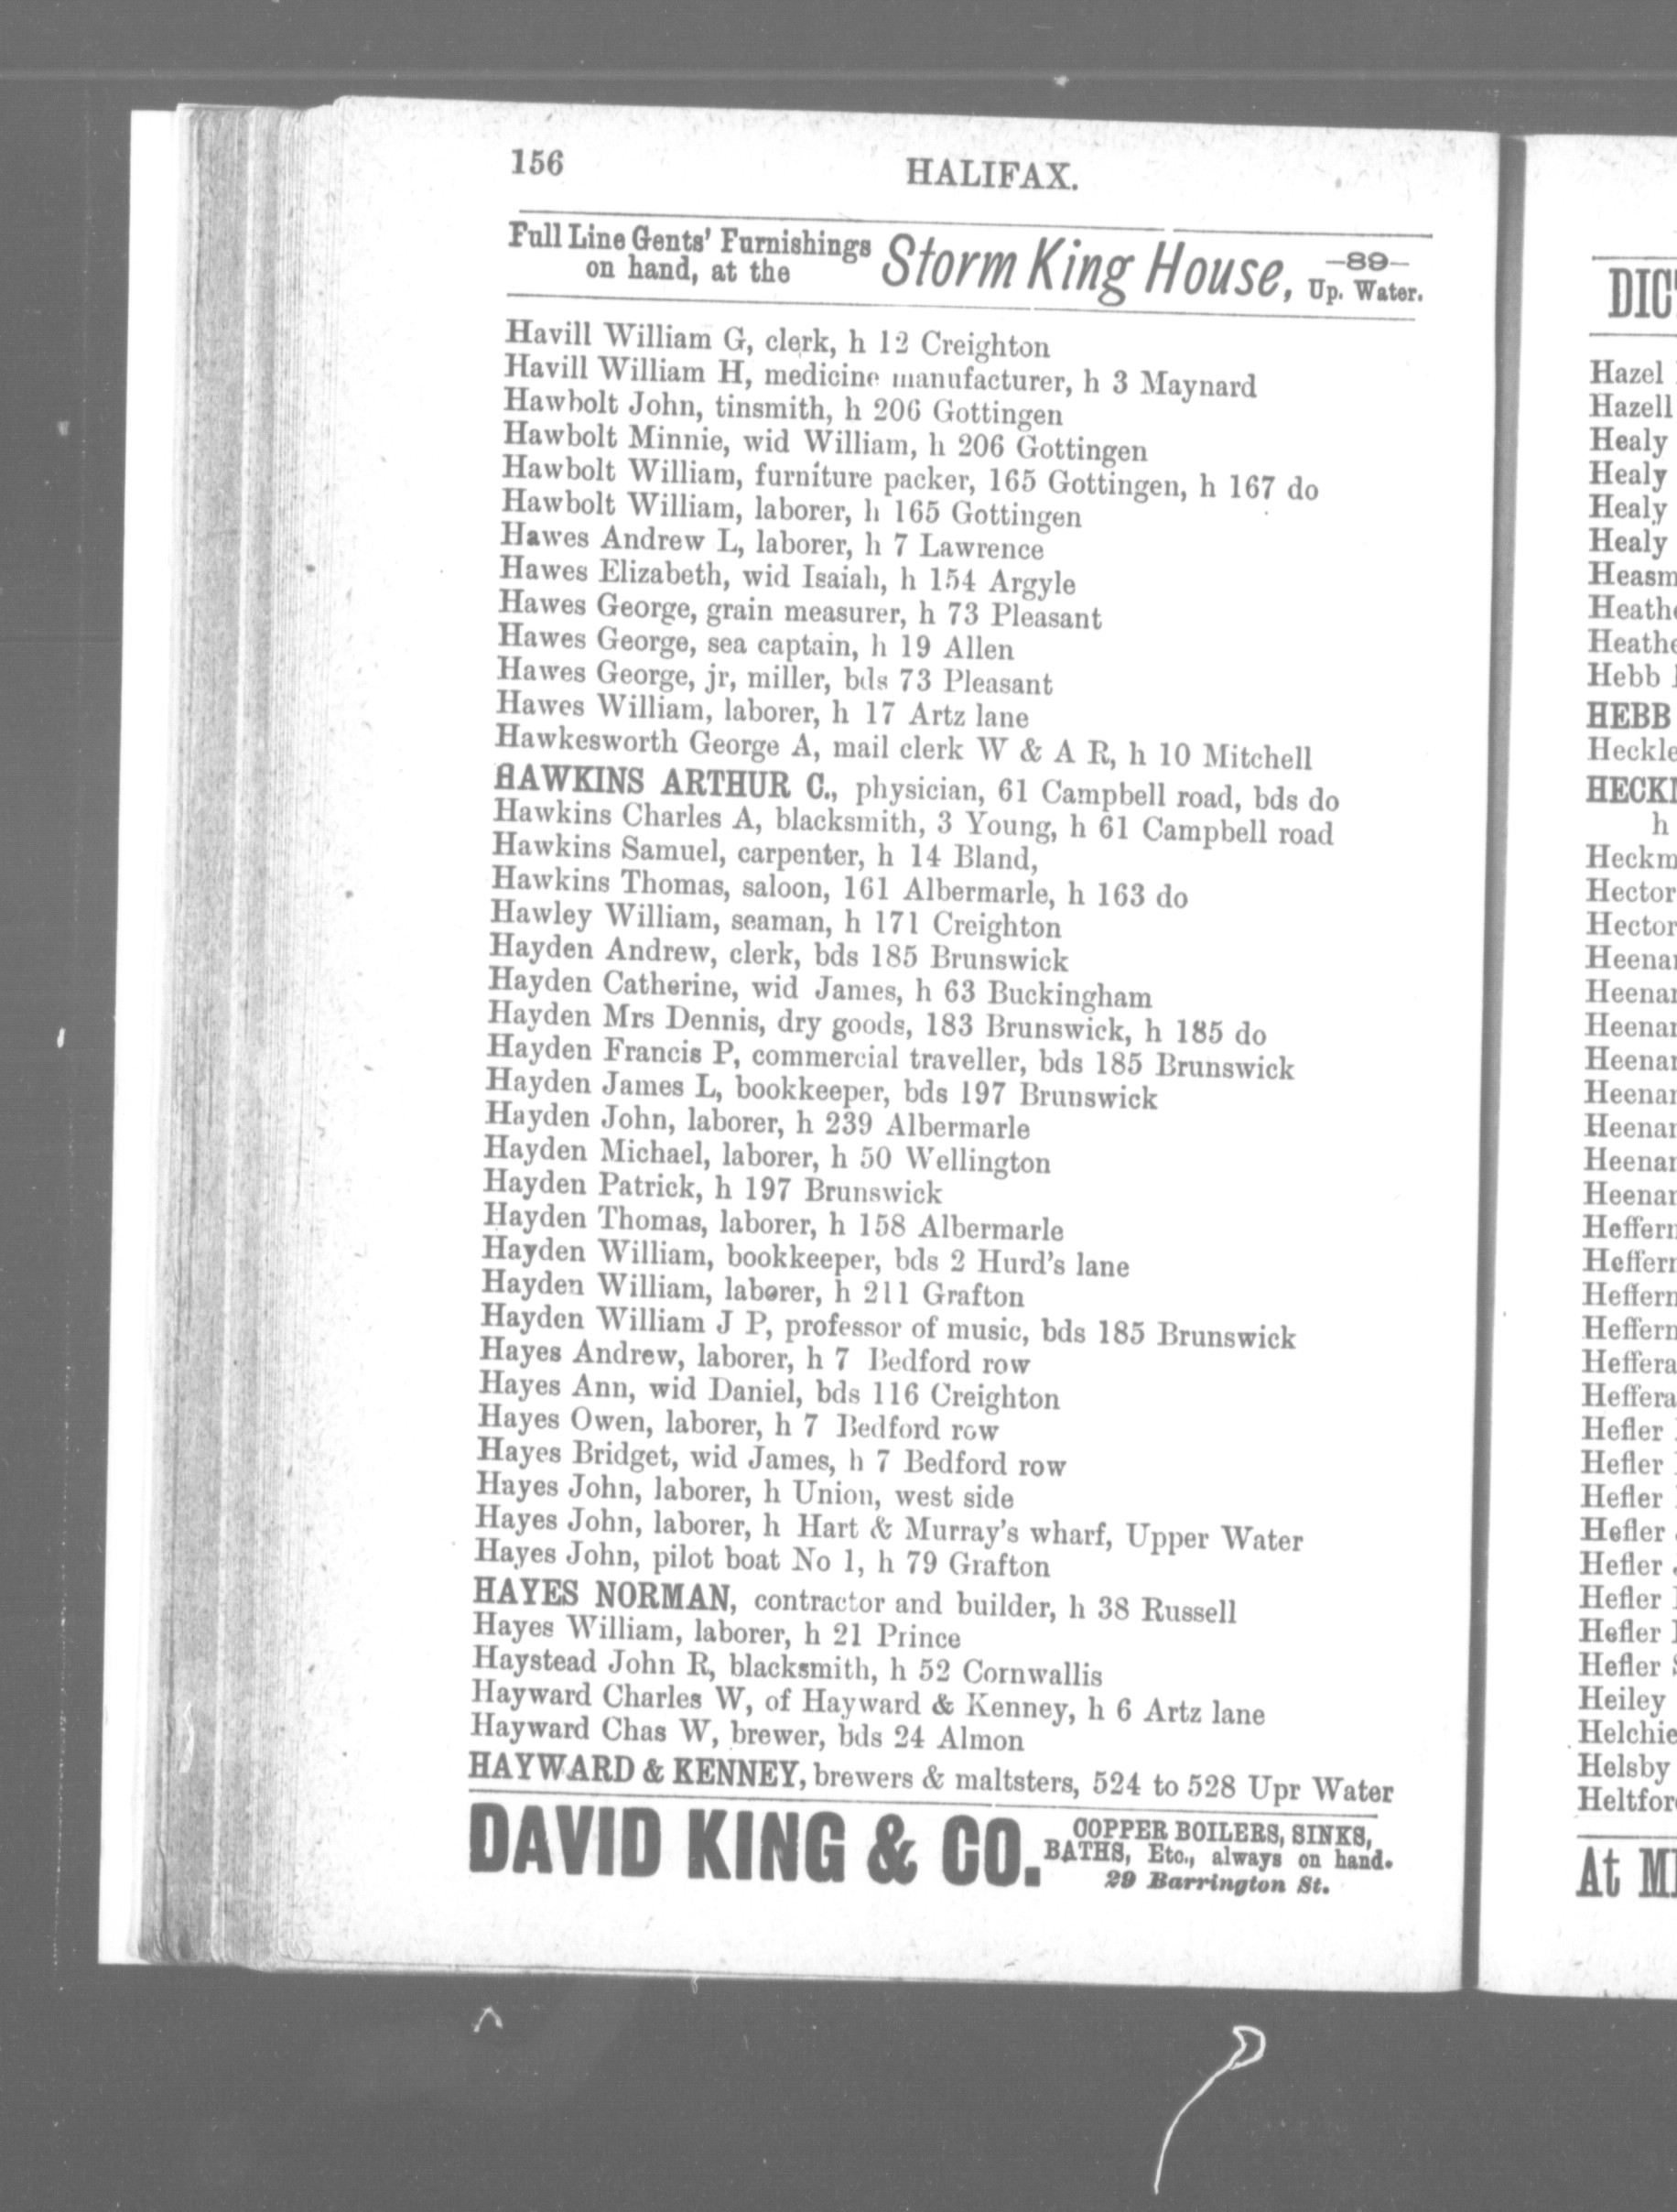 156
HALIFAX.
Full Line Gents' Furnishings
on hand, at the
Storm King House,
—89—
Up. Water.
Havill William G, clerk, h 12 Creighton
Havill William H, medicine manufacturer, h 3 Maynard
Hawbolt John, tinsmith, h 206 Gottingen
Hawbolt Minnie, wid William, h 206 Gottingen
Hawbolt William, furniture packer, 165 Gottingen, h 167 do
Hawbolt William, laborer, h 165 Gottingen
Hawes Andrew L, laborer, h 7 Lawrence
Hawes Elizabeth, wid Isaiah, h 154 Argyle
Hawes George, grain measurer, h 73 Pleasant
Hawes George, sea captain, h 19 Allen
Hawes George, jr, miller, bds 73 Pleasant
Hawes William, laborer, h 17 Artz lane
Hawkesworth George A, mail clerk W & A R, h 10 Mitchell
HAWKINS ARTHUR C., physician, 61 Campbell road, bds do
Hawkins Charles A, blacksmith, 3 Young, h 61 Campbell road
Hawkins Samuel, carpenter, h 14 Bland,
Hawkins Thomas, saloon, 161 Albermarle, h 163 do
Hawley William, seaman, h 171 Creighton
Hayden Andrew, clerk, bds 185 Brunswick
Hayden Catherine, wid James, h 63 Buckingham
Hayden Mrs Dennis, dry goods, 183 Brunswick, h 185 do
Hayden Francis P, commercial traveller, bds 185 Brunswick
Hayden James L, bookkeeper, bds 197 Brunswick
Hayden John, laborer, h 239 Albermarle
Hayden Michael, laborer, h 50 Wellington
Hayden Patrick, h 197 Brunswick
Hayden Thomas, laborer, h 158 Albermarle
Hayden William, bookkeeper, bds 2 Hurd's lane
Hayden William, laborer, h 211 Grafton
Hayden William J P, professor of music, bds 185 Brunswick
Hayes Andrew, laborer, h 7 Bedford row
Hayes Ann, wid Daniel, bds 116 Creighton
Hayes Owen, laborer, h 7 Bedford row
Hayes Bridget, wid James, h 7 Bedford row
Hayes John, laborer, h Union, west side
Hayes John, laborer, h Hart & Murray's wharf, Upper Water
Hayes John, pilot boat No 1, h 79 Grafton
HAYES NORMAN, contractor and builder, h 38 Russell
Hayes William, laborer, h 21 Prince
Haystead John R, blacksmith, h 52 Cornwallis
Hayward Charles W, of Hayward & Kenney, h 6 Artz lane
Hayward Chas W, brewer, bds 24 Almon
HAYWARD & KENNEY, brewers & maltsters, 524 to 528 Upr Water
DAVID KING & CO.
COPPER BOILERS, SINKS,
BATHS, Etc., always on hand.
29 Barrington St.
Hazel
Hazell
Healy
Healy
Healy
Healy
Hebb
HEBB
h
Hector
Hector
Hefler
Hefler
Hefler
Hefler
Hefler
Hefler
Hefler
Hefler
Heiley
Helsby
At